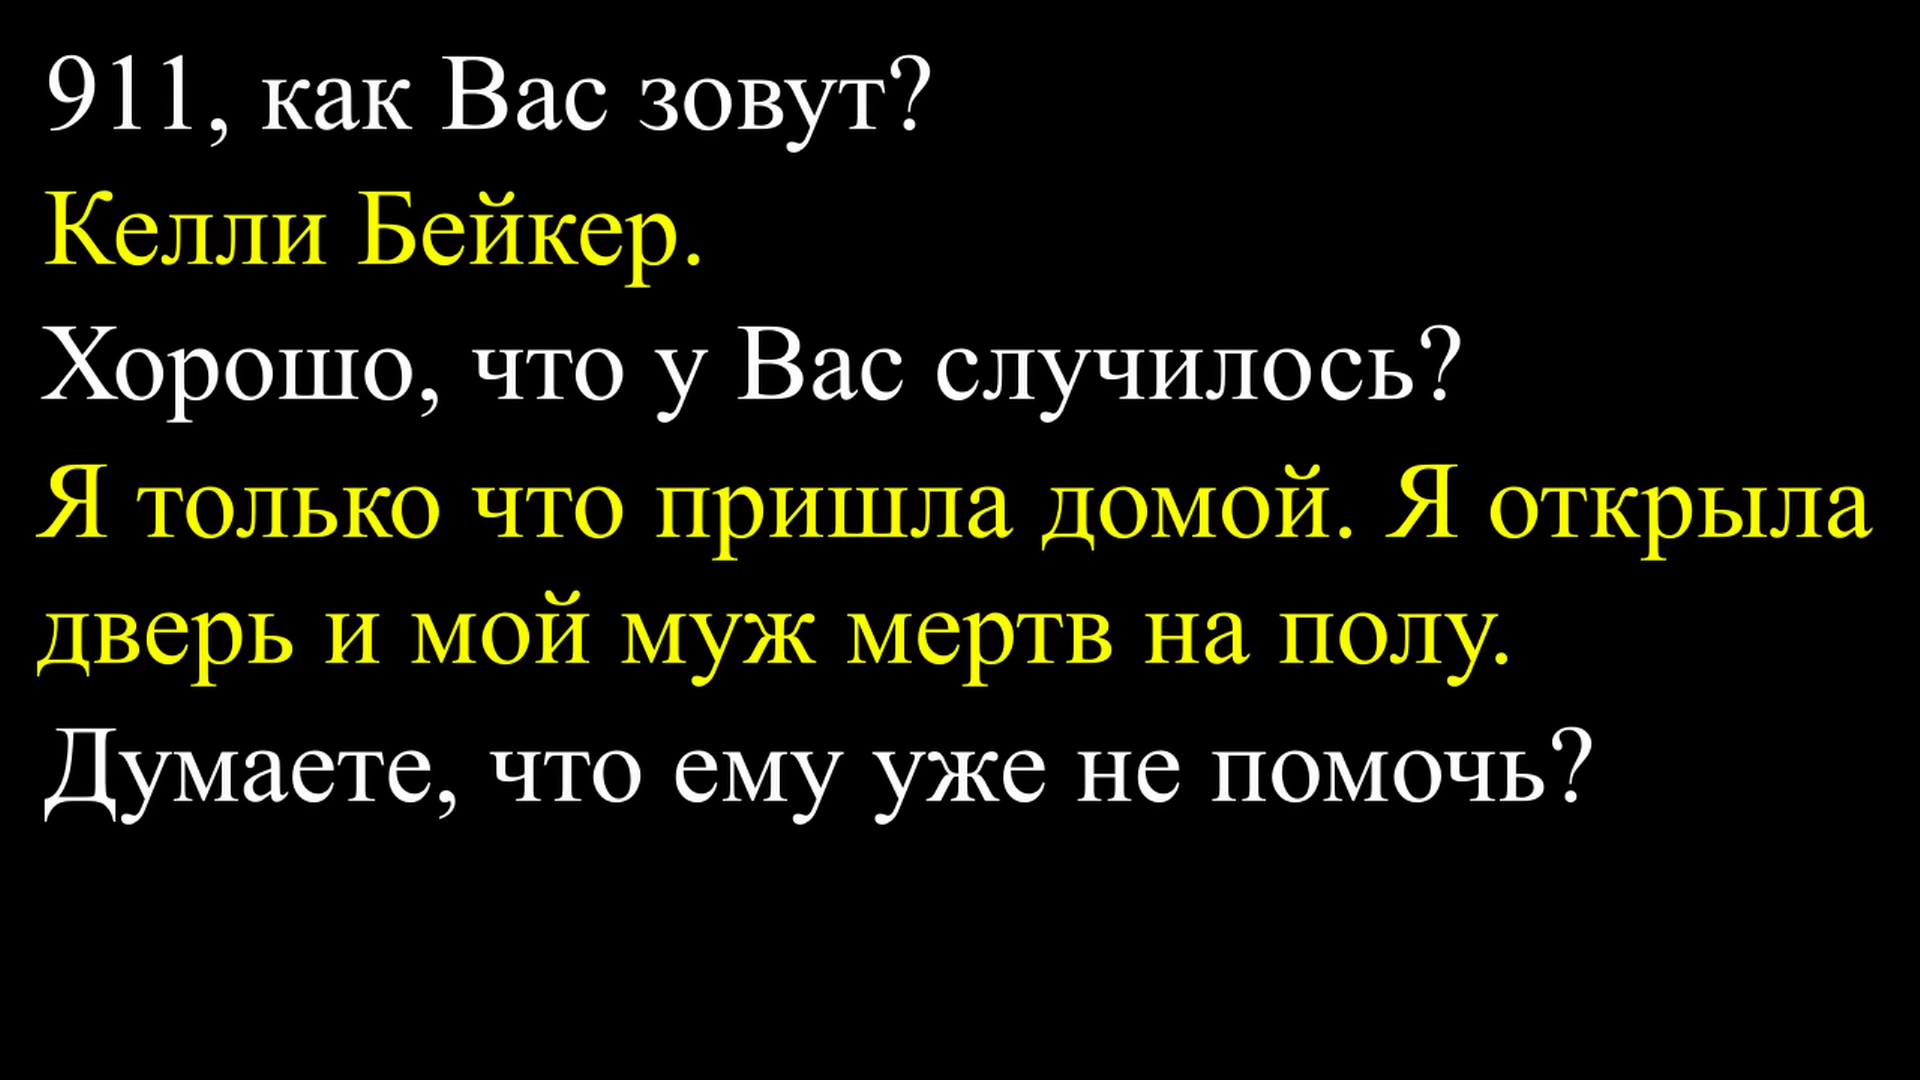 911, как Вас зовут?
Келли Бейкер.
Хорошо, что у Вас случилось?
Я только что пришла домой. Я открыла
дверь и мой муж мертв на полу.
Думаете, что ему уже не помочь?